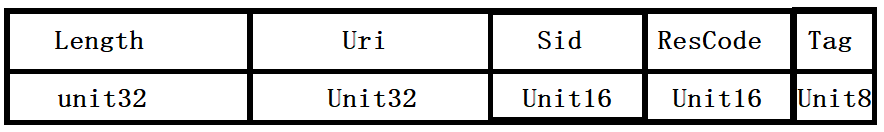 Length Uri Sid ResCode Tag
unit32 Unit32 Unit16 Unit16 Unit8